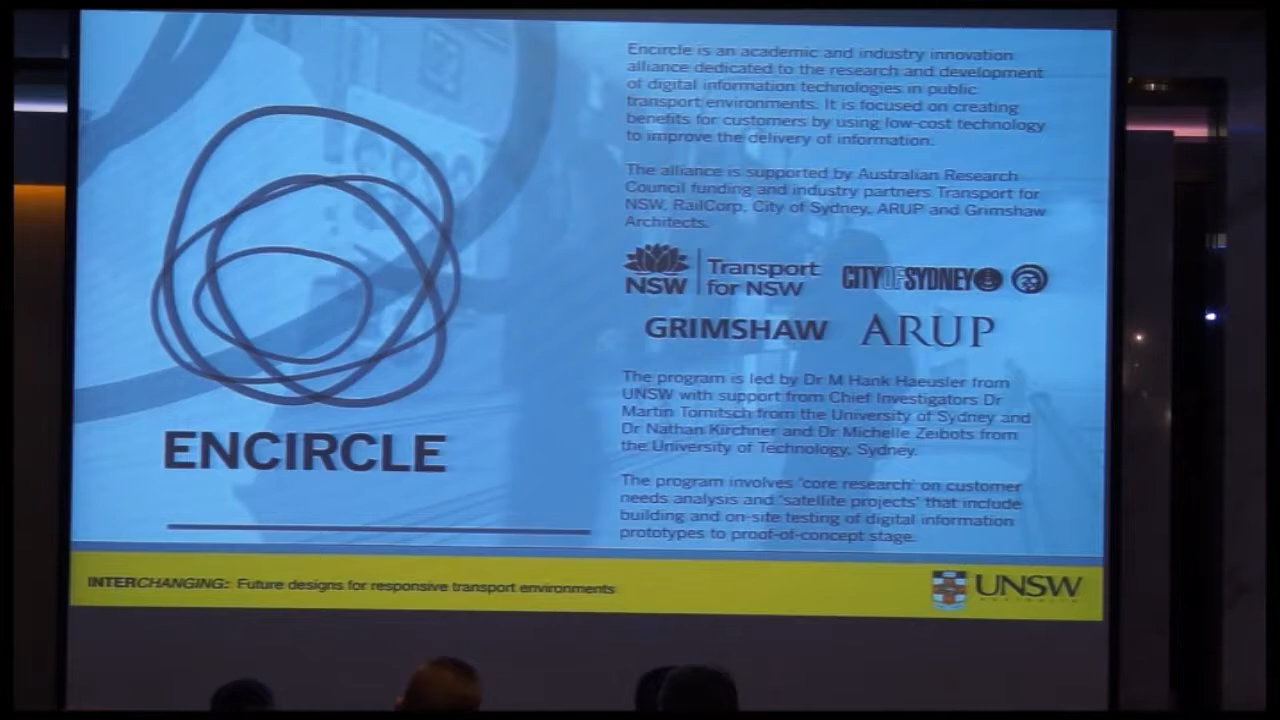 Encircle is an academic and industry innovation
alliance dedicated to the research and development
of digital information technologies in public
transport environments. It is focused on creating
benefits for customers by using low-cost technology
to improve the delivery of information.
The alliance is supported by Australian Research
Council funding and industry partners Transport for
NSW, RailCorp, City of Sydney, ARUP and Grimshaw
Architects.
NSW Transport
for NSW
CITYOFSYDNEY
GRIMSHAW ARUP
The program is led by Dr M Hank Haeusler from
UNSW with support from Chief Investigators Dr
Martin Tomitsch from the University of Sydney and
Dr Nathan Kirchner and Dr Michelle Zeibots from
the University of Technology, Sydney.
The program involves 'core research' on customer
needs analysis and 'satellite projects' that include
building and on-site testing of digital information
prototypes to proof-of-concept stage.
ENCIRCLE
INTERCHANGING: Future designs for responsive transport environments
UNSW